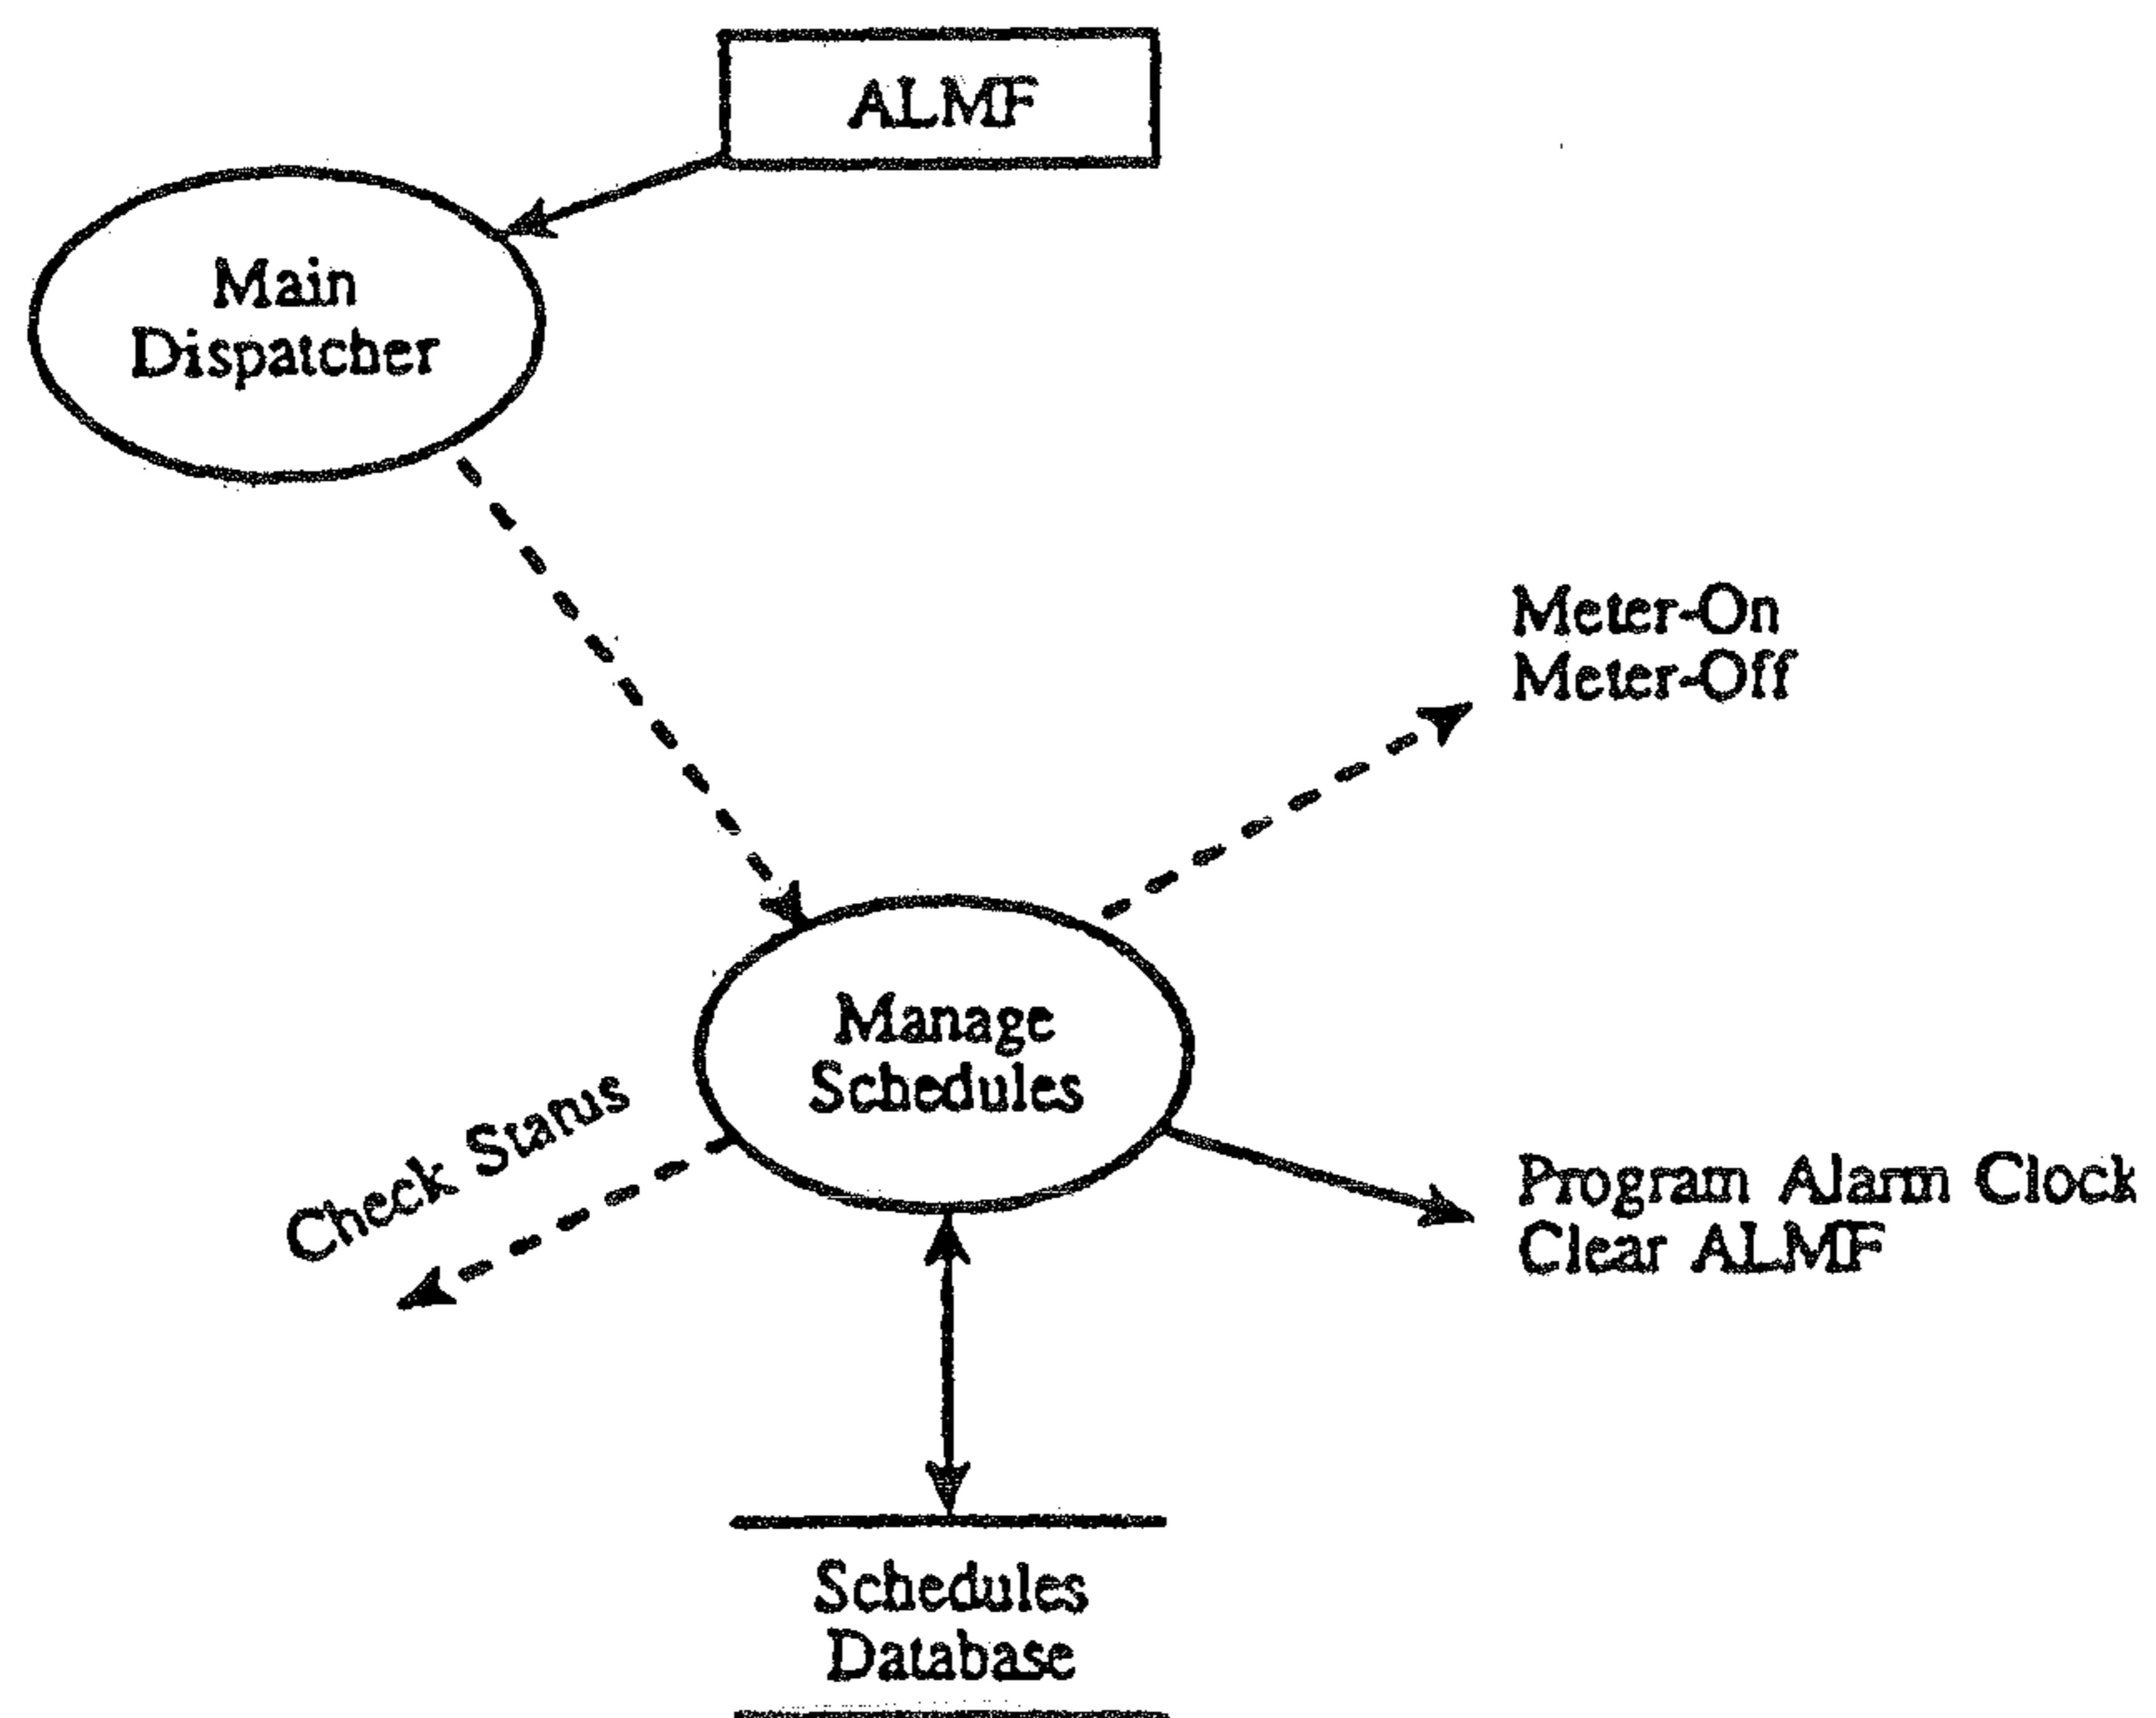 ALMF
Main
Dispatcher
Meter-On
Meter-Off
Manage
Schedules
Check Status
Program Alarm Clock
Clear ALMF
Schedules
Database